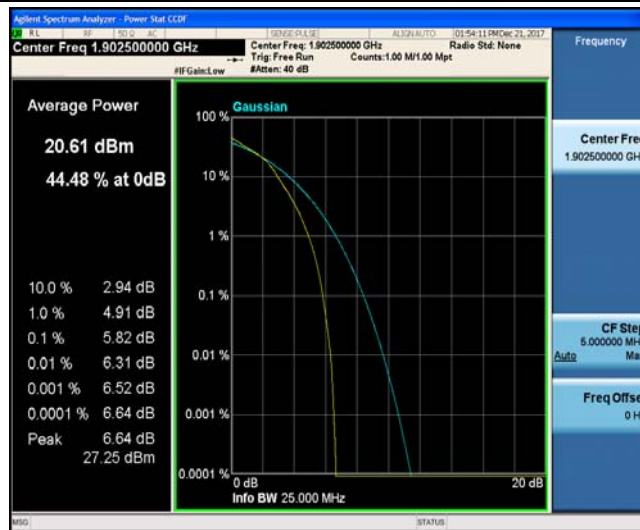 Agilent Spectrum Analyzer - Power Stat CCDF
RL RF 50 Ω AC SENSE:PULSE ALIGNAUTO 01:54:11 PM Dec 21, 2017
Center Freq 1.902500000 GHz
Center Freq: 1.902500000 GHz Radio Std: None
Trig: Free Run Counts:1.00 M/1.00 Mpt
#IFGain:Low #Atten: 40 dB
Frequency
Average Power
20.61 dBm
44.48 % at 0dB
10.0 % 2.94 dB
1.0 % 4.91 dB
0.1 % 5.82 dB
0.01 % 6.31 dB
0.001 % 6.52 dB
0.0001 % 6.64 dB
Peak 6.64 dB
27.25 dBm
Gaussian
100 %
10 %
1 %
0.1 %
0.01 %
0.001 %
0.0001 %
0 dB 20 dB
Info BW 25.000 MHz
Center Fre
1.902500000 GH
CF Ste
5.000000 MH
Auto Ma
Freq Offse
0 H
MSG STATUS